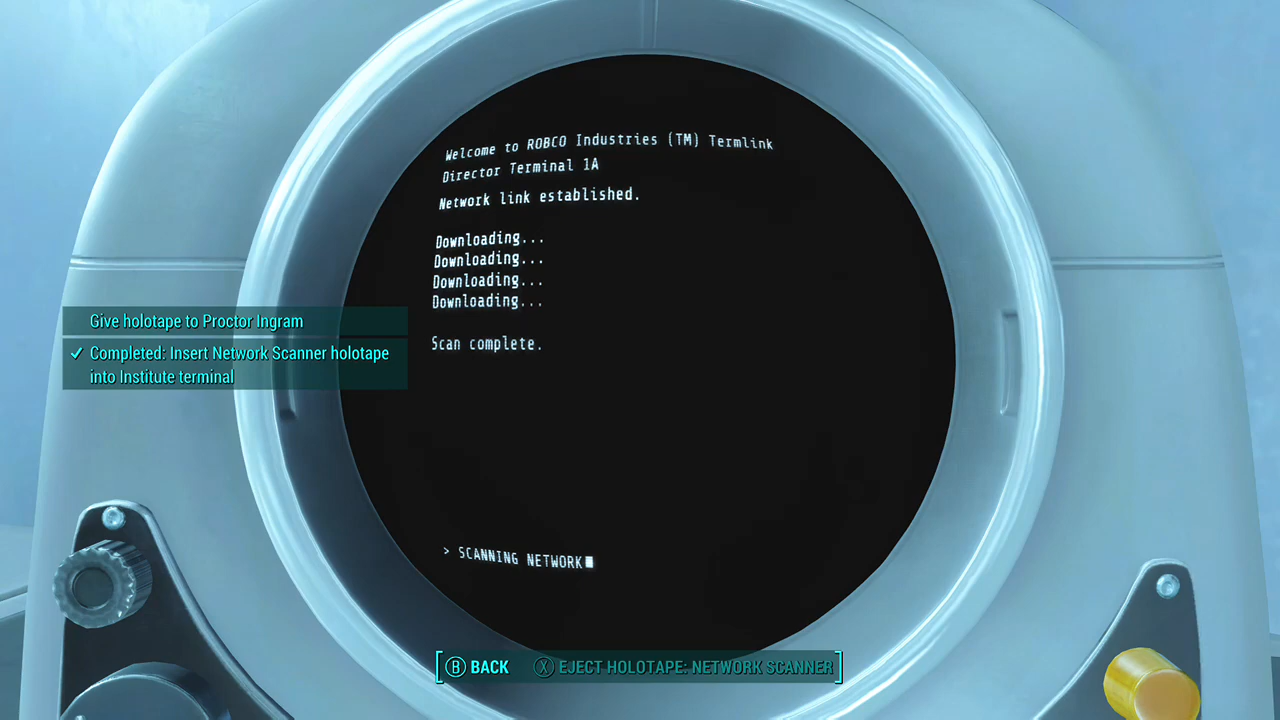 Welcome to ROBCO Industries (TM) Termlink
Director Terminal 1A
Network link established.
Downloading...
Downloading...
Downloading...
Downloading...
Scan complete.
Give holotape to Proctor Ingram
✓ Completed: Insert Network Scanner holotape
into Institute terminal
> SCANNING NETWORK
B BACK X EJECT HOLOTAPE: NETWORK SCANNER